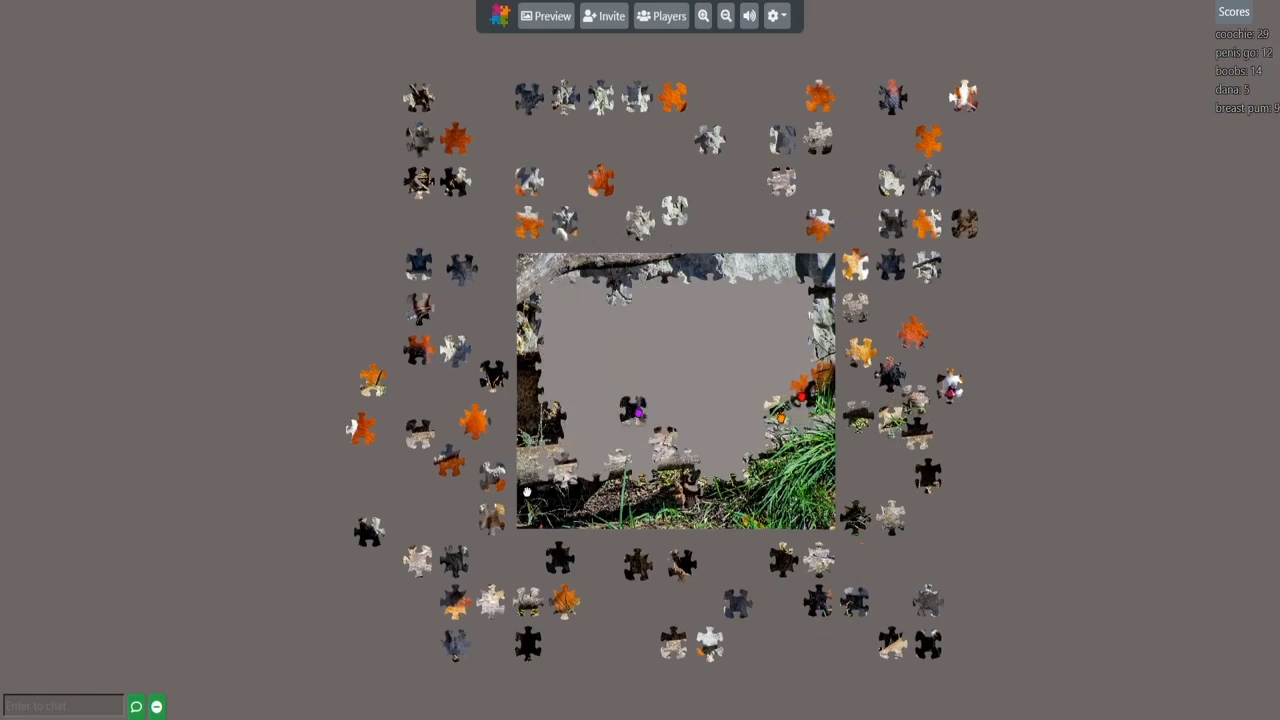 Preview
Invite
Players
Scores
coochie: 29
penis go: 12
boobs: 14
dana: 5
breast pum: 9
Enter to chat